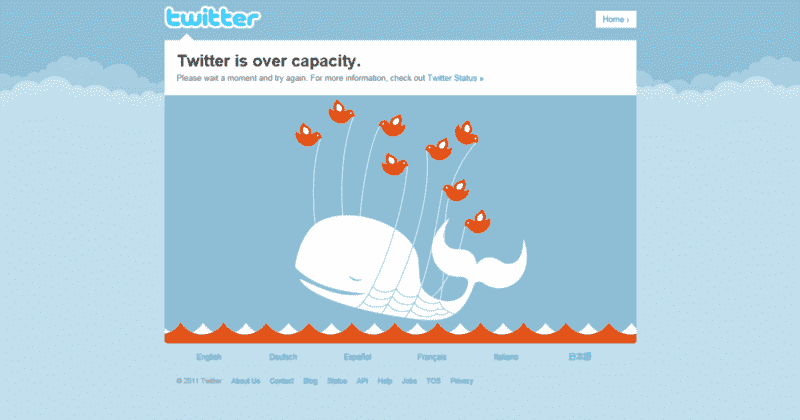 twitter
Home ›
Twitter is over capacity.
Please wait a moment and try again. For more information, check out Twitter Status »
English Deutsch Español Français Italiano 日本語
© 2011 Twitter About Us Contact Blog Status API Help Jobs TOS Privacy